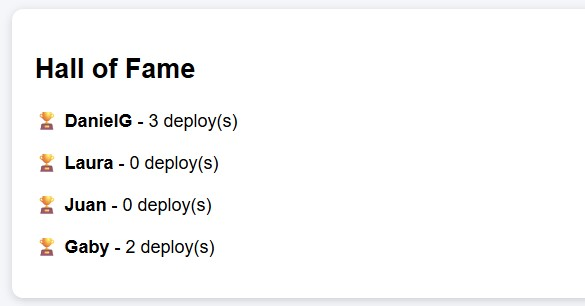 Hall of Fame
🏆 DanielG - 3 deploy(s)
🏆 Laura - 0 deploy(s)
🏆 Juan - 0 deploy(s)
🏆 Gaby - 2 deploy(s)